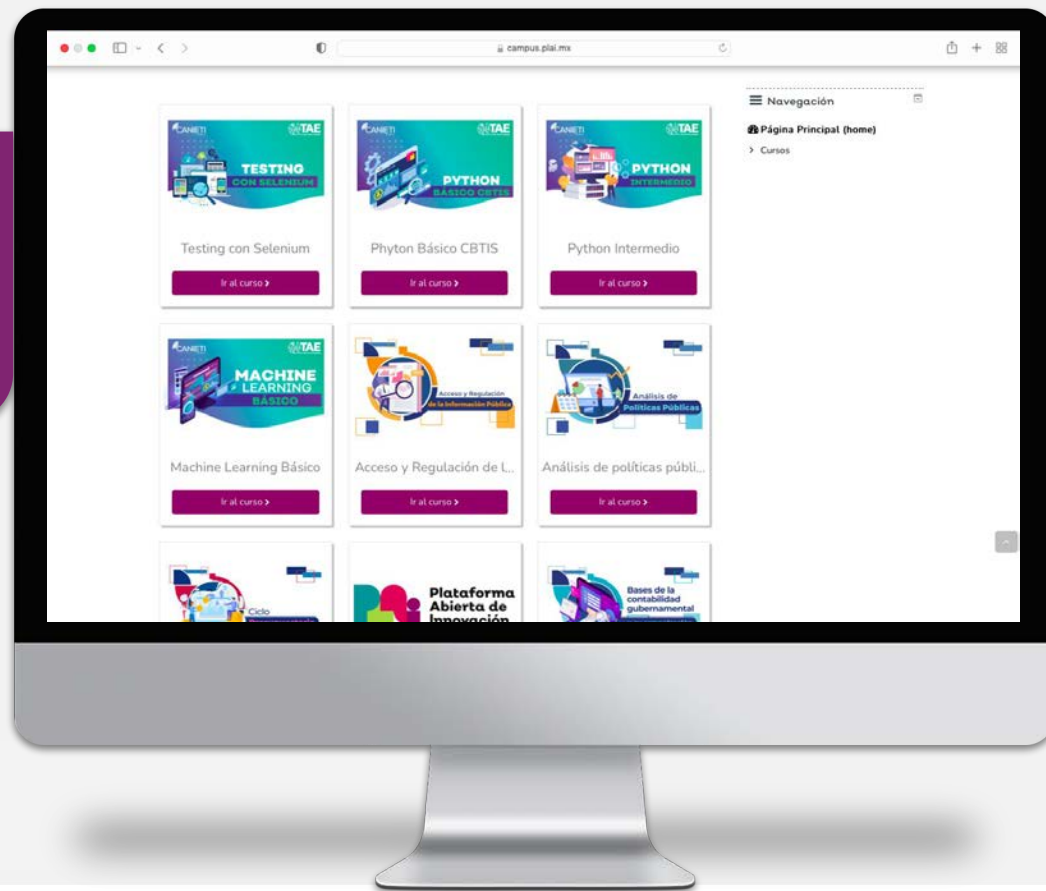 campus.plai.mx
CANIETI TAE
TESTING
CON SELENIUM
Testing con Selenium
Ir al curso
CANIETI TAE
PYTHON
BÁSICO CBTIS
Phyton Básico CBTIS
Ir al curso
CANIETI TAE
PYTHON
INTERMEDIO
Python Intermedio
Ir al curso
CANIETI TAE
MACHINE
LEARNING
BÁSICO
Machine Learning Básico
Ir al curso
Acceso y Regulación
de la Información Pública
Acceso y Regulación de l...
Ir al curso
Análisis de
Políticas Públicas
Análisis de políticas públi...
Ir al curso
Ciclo
Plataforma
Abierta de
Innovación
Bases de la
contabilidad
gubernamental
Navegación
Página Principal (home)
Cursos